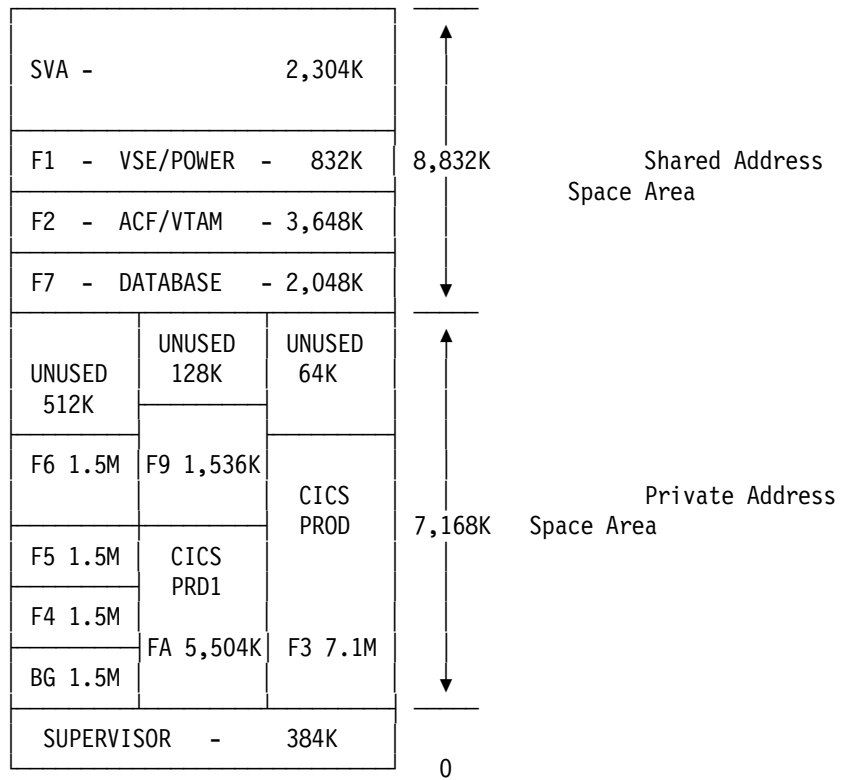 SVA - 2,304K
F1 - VSE/POWER - 832K 8,832K Shared Address
Space Area
F2 - ACF/VTAM - 3,648K
F7 - DATABASE - 2,048K
UNUSED UNUSED
UNUSED 128K 64K
512K
F6 1.5M F9 1,536K
CICS Private Address
PROD 7,168K Space Area
F5 1.5M CICS
PRD1
F4 1.5M
FA 5,504K F3 7.1M
BG 1.5M
SUPERVISOR - 384K
0